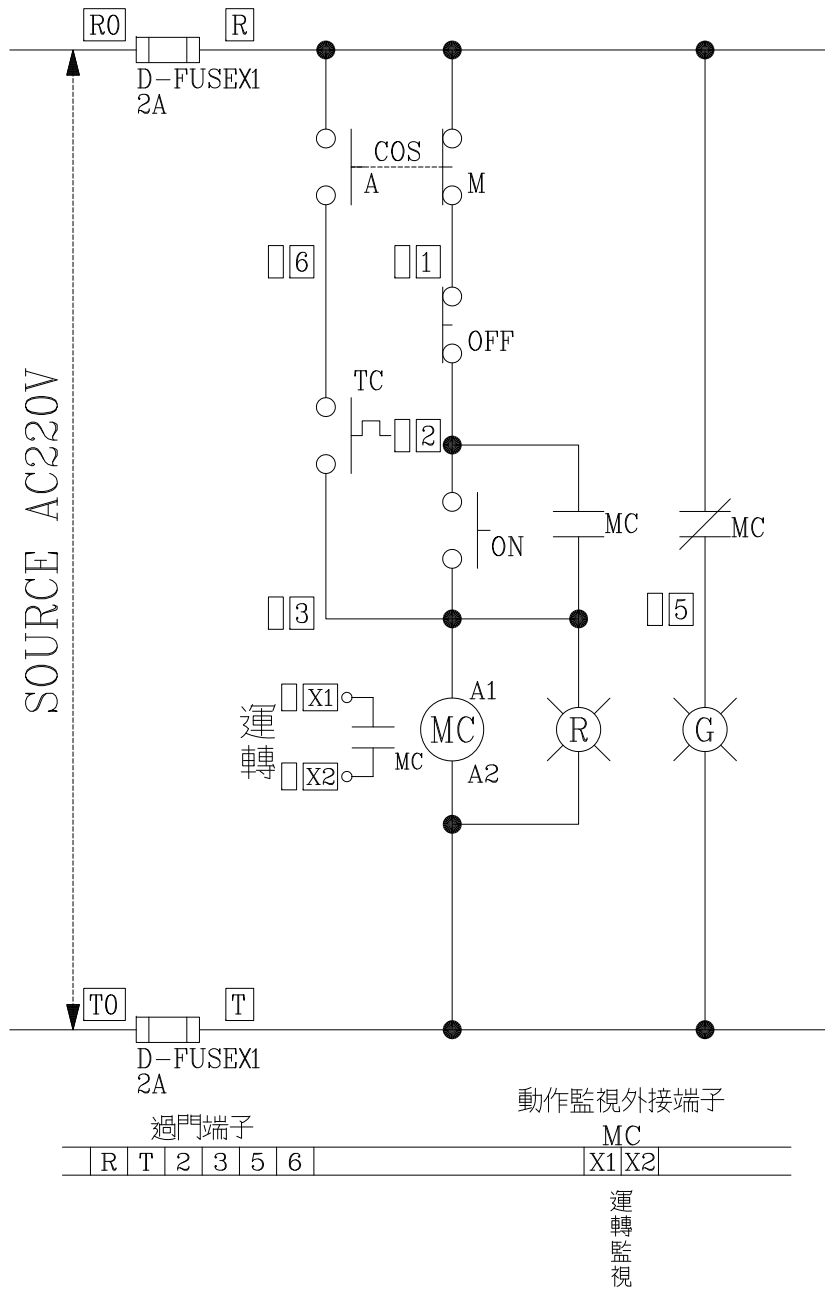 R0
R
D-FUSEX1
2A
COS
A
M
6
1
OFF
TC
2
MC
MC
ON
SOURCE AC220V
3
5
運轉
X1
A1
MC
R
G
MC
X2
A2
T0
T
D-FUSEX1
2A
過門端子
R T 2 3 5 6
動作監視外接端子
MC
X1 X2
運轉監視